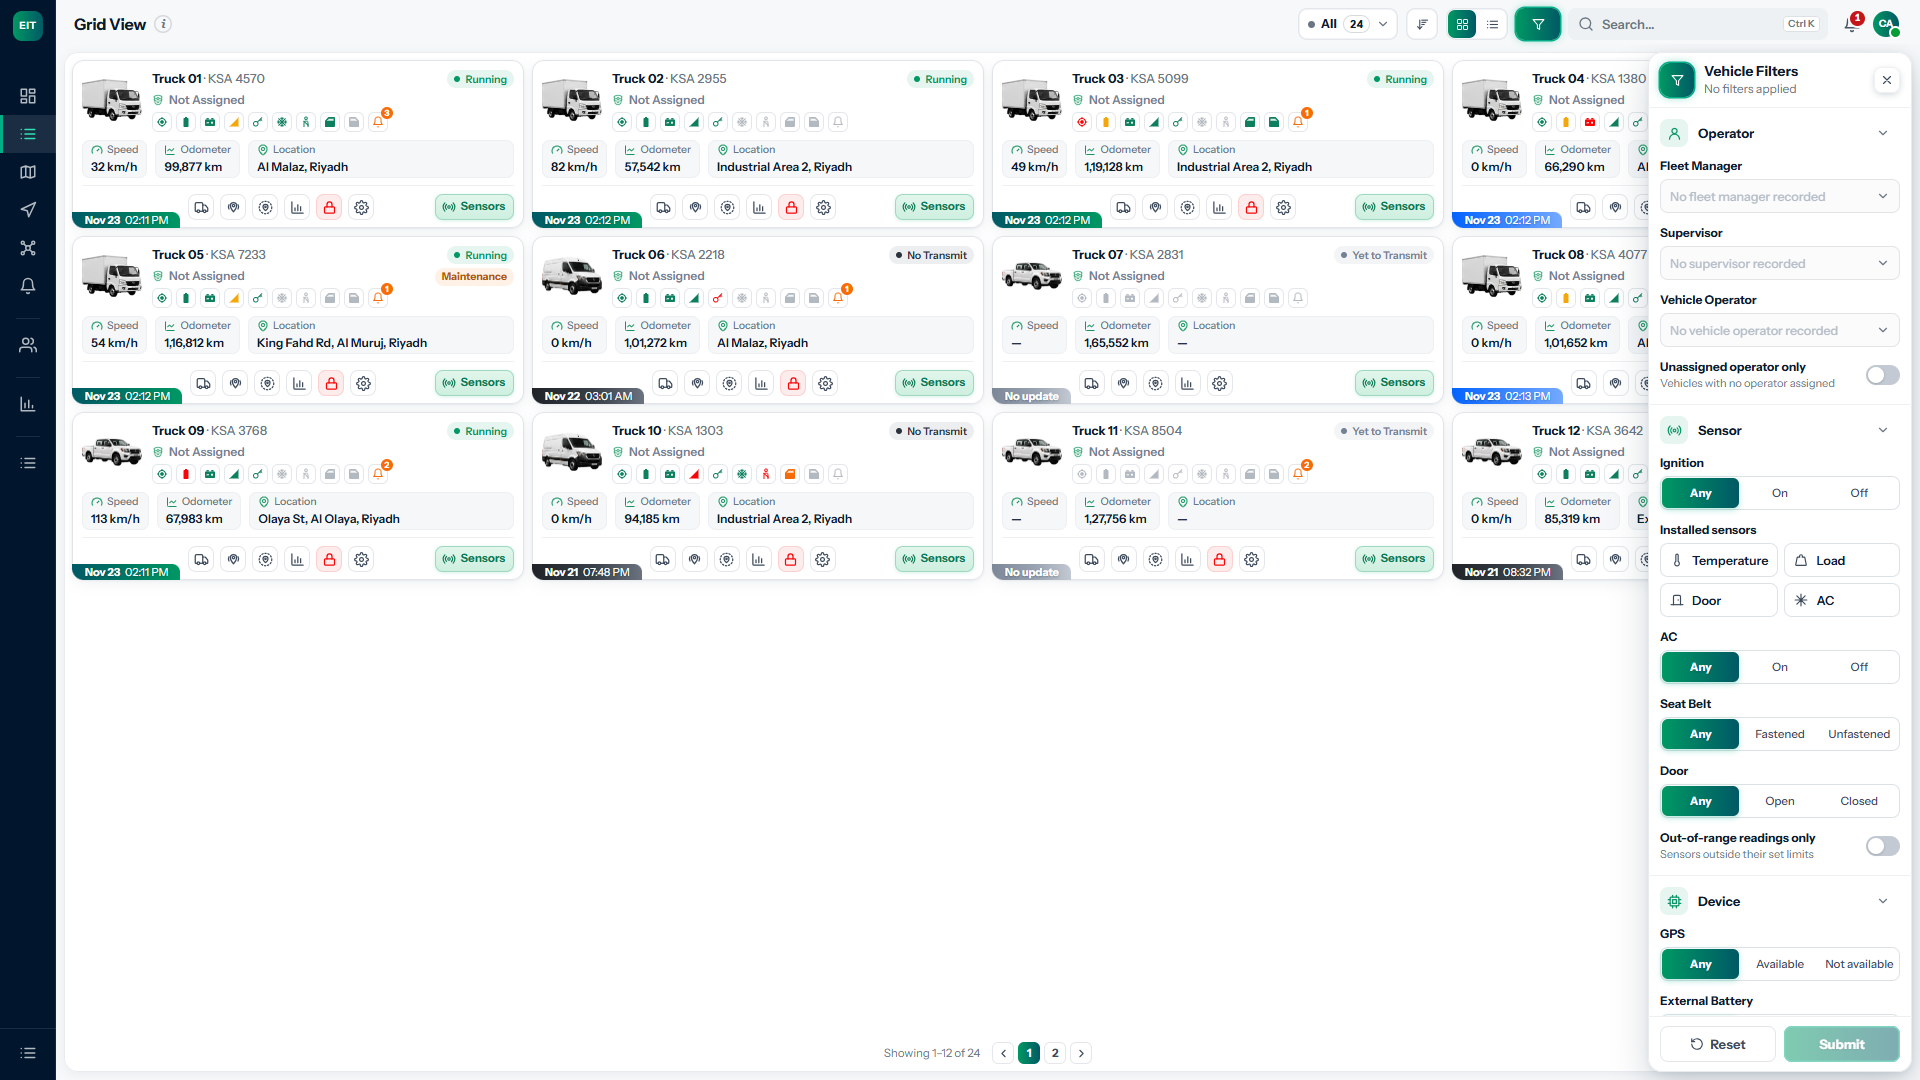 EIT
Grid View
All 24
Search...
Ctrl K
1
CA
Truck 01 · KSA 4570
Running
Not Assigned
3
Speed
32 km/h
Odometer
99,877 km
Location
Al Malaz, Riyadh
Nov 23 02:11 PM
Sensors
Truck 02 · KSA 2955
Running
Not Assigned
Speed
82 km/h
Odometer
57,542 km
Location
Industrial Area 2, Riyadh
Nov 23 02:12 PM
Sensors
Truck 03 · KSA 5099
Running
Not Assigned
1
Speed
49 km/h
Odometer
1,19,128 km
Location
Industrial Area 2, Riyadh
Nov 23 02:12 PM
Sensors
Truck 04 · KSA 1380
Not Assigned
Speed
0 km/h
Odometer
66,290 km
Nov 23 02:12 PM
Truck 05 · KSA 7233
Running
Not Assigned
Maintenance
1
Speed
54 km/h
Odometer
1,16,812 km
Location
King Fahd Rd, Al Muruj, Riyadh
Nov 23 02:12 PM
Sensors
Truck 06 · KSA 2218
No Transmit
Not Assigned
1
Speed
0 km/h
Odometer
1,01,272 km
Location
Al Malaz, Riyadh
Nov 22 03:01 AM
Sensors
Truck 07 · KSA 2831
Yet to Transmit
Not Assigned
Speed
—
Odometer
1,65,552 km
Location
—
No update
Sensors
Truck 08 · KSA 4077
Not Assigned
Speed
0 km/h
Odometer
1,01,652 km
Nov 23 02:13 PM
Truck 09 · KSA 3768
Running
Not Assigned
2
Speed
113 km/h
Odometer
67,983 km
Location
Olaya St, Al Olaya, Riyadh
Nov 23 02:11 PM
Sensors
Truck 10 · KSA 1303
No Transmit
Not Assigned
Speed
0 km/h
Odometer
94,185 km
Location
Industrial Area 2, Riyadh
Nov 21 07:48 PM
Sensors
Truck 11 · KSA 8504
Yet to Transmit
Not Assigned
2
Speed
—
Odometer
1,27,756 km
Location
—
No update
Sensors
Truck 12 · KSA 3642
Not Assigned
Speed
0 km/h
Odometer
85,319 km
Nov 21 08:32 PM
Showing 1–12 of 24
1
2
Vehicle Filters
No filters applied
Operator
Fleet Manager
No fleet manager recorded
Supervisor
No supervisor recorded
Vehicle Operator
No vehicle operator recorded
Unassigned operator only
Vehicles with no operator assigned
Sensor
Ignition
Any On Off
Installed sensors
Temperature
Load
Door
AC
AC
Any On Off
Seat Belt
Any Fastened Unfastened
Door
Any Open Closed
Out-of-range readings only
Sensors outside their set limits
Device
GPS
Any Available Not available
External Battery
Reset
Submit